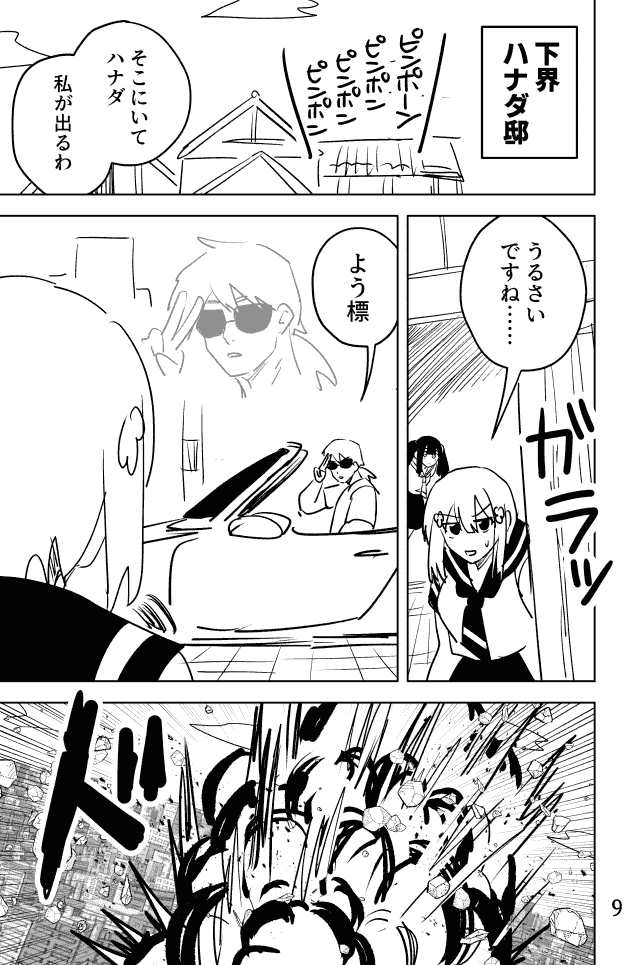 下界
ハナダ邸
ピンポーン
ピンポン
ピンポン
ピンポン
そこにいて
ハナダ
私が出るわ
うるさい
ですね……
ガラッ
よう標
ド
9